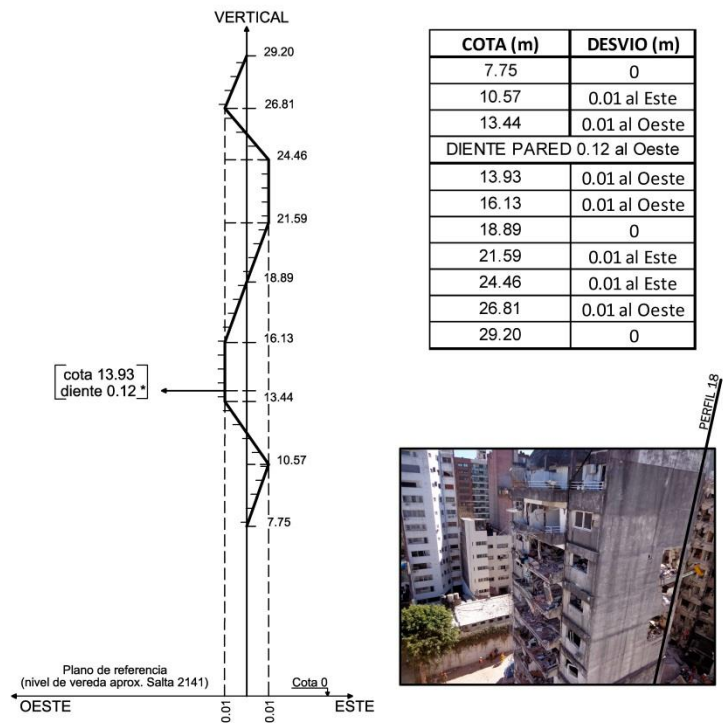 VERTICAL
29.20
26.81
24.46
21.59
18.89
16.13
cota 13.93
diente 0.12 *
13.44
10.57
7.75
Plano de referencia
(nivel de vereda aprox. Salta 2141)
Cota 0
OESTE
0.01
0.01
ESTE
COTA (m) DESVIO (m)
7.75 0
10.57 0.01 al Este
13.44 0.01 al Oeste
DIENTE PARED 0.12 al Oeste
13.93 0.01 al Oeste
16.13 0.01 al Oeste
18.89 0
21.59 0.01 al Este
24.46 0.01 al Este
26.81 0.01 al Oeste
29.20 0
PERFIL 18